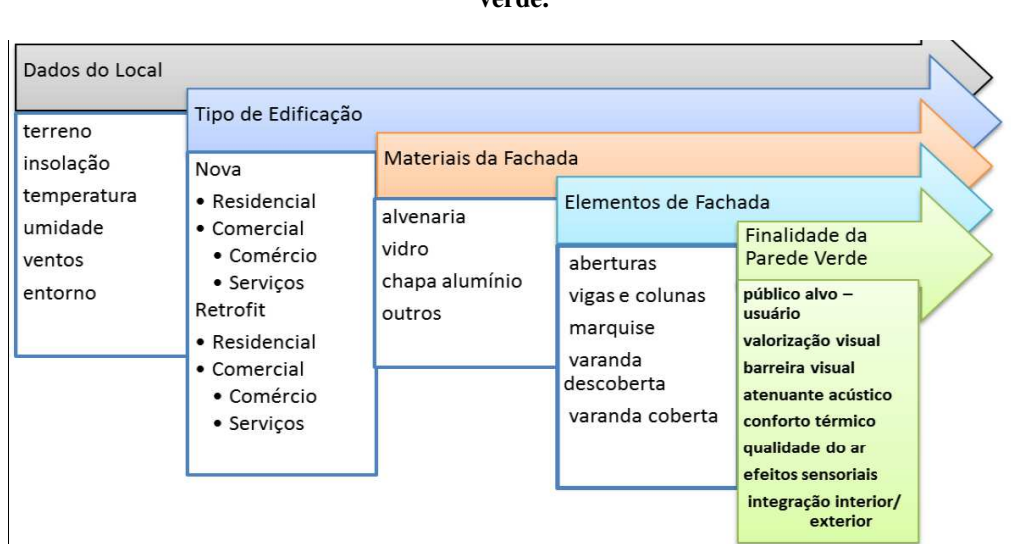 verde.
Dados do Local
terreno
insolação
temperatura
umidade
ventos
entorno
Tipo de Edificação
Nova
• Residencial
• Comercial
• Comércio
• Serviços
Retrofit
• Residencial
• Comercial
• Comércio
• Serviços
Materiais da Fachada
alvenaria
vidro
chapa alumínio
outros
Elementos de Fachada
aberturas
vigas e colunas
marquise
varanda
descoberta
varanda coberta
Finalidade da
Parede Verde
público alvo –
usuário
valorização visual
barreira visual
atenuante acústico
conforto térmico
qualidade do ar
efeitos sensoriais
integração interior/
exterior